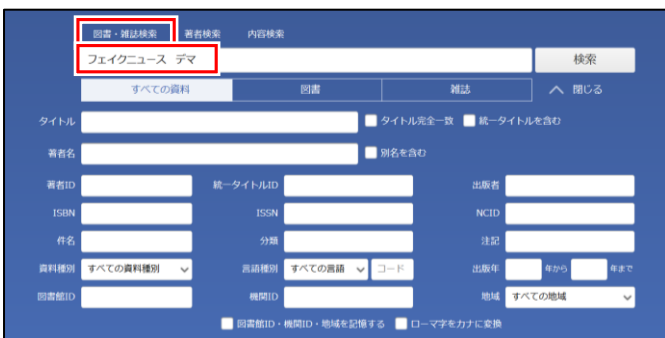 図書・雑誌検索 著者検索 内容検索
フェイクニュース デマ 検索
すべての資料 図書 雑誌 閉じる
タイトル タイトル完全一致 統一タイトルを含む
著者名 別名を含む
著者ID 統一タイトルID 出版者
ISBN ISSN NCID
件名 分類 注記
資料種別 すべての資料種別 言語種別 すべての言語 コード 出版年 年から 年まで
図書館ID 機関ID 地域 すべての地域
図書館ID・機関ID・地域を記憶する ローマ字をカナに変換